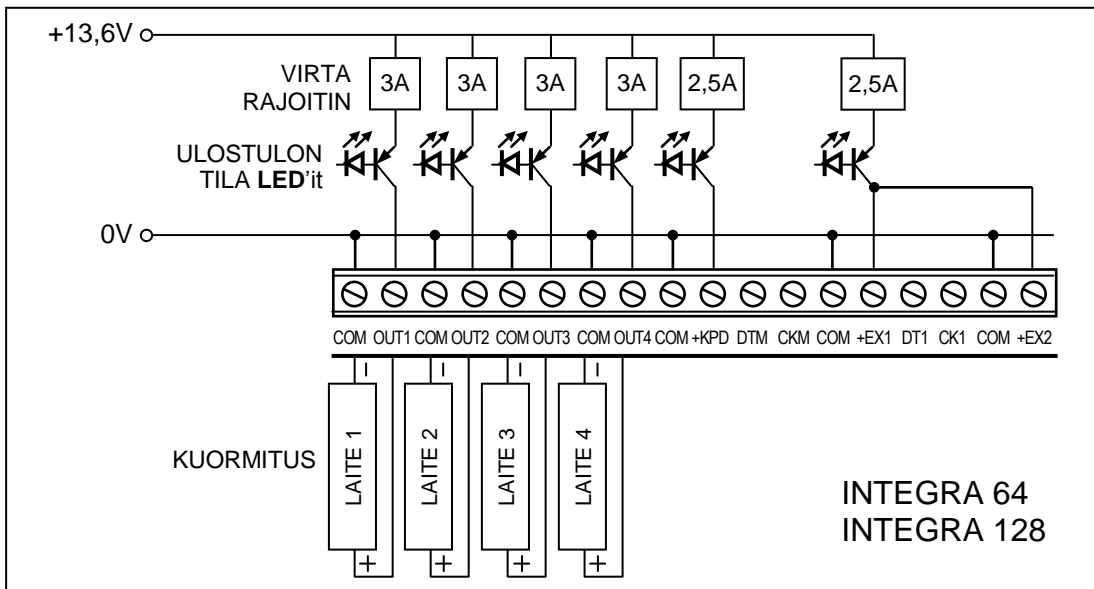 +13,6V
VIRTA
RAJOITIN
3A 3A 3A 3A 2,5A 2,5A
ULOSTULON
TILA LED'it
0V
COM OUT1 COM OUT2 COM OUT3 COM OUT4 COM +KPD DTM CKM COM +EX1 DT1 CK1 COM +EX2
- - - -
KUORMITUS
LAITE 1
LAITE 2
LAITE 3
LAITE 4
+ + + +
INTEGRA 64
INTEGRA 128